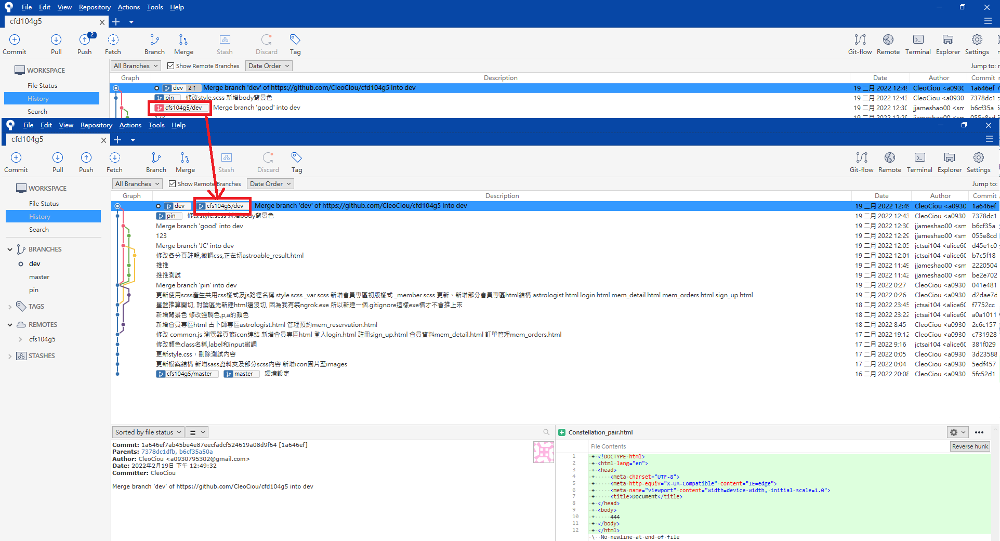 File Edit View Repository Actions Tools Help
cfd104g5
Commit Pull Push 2 Fetch Branch Merge Stash Discard Tag Git-flow Remote Terminal Explorer Settings
WORKSPACE
File Status
History
Search
All Branches Show Remote Branches Date Order Jump to:
Graph Description Date Author Commit
dev 2↑ Merge branch 'dev' of https://github.com/CleoCiou/cfd104g5 into dev 19 二月 2022 12:49 CleoCiou <a0930 1a646ef 7
pin 修改style.scss 新增body背景色 19 二月 2022 12:43 CleoCiou <a0930 7378dc1
cfs104g5/dev Merge branch 'good' into dev 19 二月 2022 12:30 jjameshao00 <sm b6cf35a 5
123 19 二月 2022 12:29 jjameshao00 <sm 055e8cd
File Edit View Repository Actions Tools Help
cfd104g5
Commit Pull Push Fetch Branch Merge Stash Discard Tag Git-flow Remote Terminal Explorer Settings
WORKSPACE
File Status
History
Search
BRANCHES
dev
master
pin
TAGS
REMOTES
cfs104g5
STASHES
All Branches Show Remote Branches Date Order Jump to:
Graph Description Date Author Commit
dev cfs104g5/dev Merge branch 'dev' of https://github.com/CleoCiou/cfd104g5 into dev 19 二月 2022 12:49 CleoCiou <a0930 1a646ef
pin 修改style.scss 新增body背景色 19 二月 2022 12:43 CleoCiou <a0930 7378dc1
Merge branch 'good' into dev 19 二月 2022 12:30 jjameshao00 <sm b6cf35a
123 19 二月 2022 12:29 jjameshao00 <sm 055e8cd
Merge branch 'JC' into dev 19 二月 2022 12:05 jctsai104 <alice60 d45e1c0
修改各分頁註解,微調css,正在切astroable_result.html 19 二月 2022 12:01 jctsai104 <alice60 b7c5f18
推推 19 二月 2022 11:49 jjameshao00 <sm 2220504
推推測試 19 二月 2022 11:42 jjameshao00 <sm be2e702
Merge branch 'pin' into dev 19 二月 2022 0:27 CleoCiou <a0930 041e481
更新使用scss產生共用css樣式及js路徑名稱 style.scss _var.scss 新增會員專區初版樣式 _member.scss 更新、新增部分會員專區html結構 astrologist.html login.html mem_detail.html mem_orders.html sign_up.html 19 二月 2022 0:26 CleoCiou <a0930 d2dae7c
星盤推算開切, 討論區先新建html還沒切, 因為我有裝ngrok.exe 所以新建一個.gitignore這樣exe檔才不會推上來 18 二月 2022 23:45 jctsai104 <alice60 f7752cc
新增背景色 修改強調色,p,a的顏色 18 二月 2022 23:22 jctsai104 <alice60 a0a1011
新增會員專區html 占卜師專區astrologist.html 管理預約mem_reservation.html 18 二月 2022 8:45 CleoCiou <a0930 2c6c157
修改 common.js 瀏覽器頁籤icon連結 新增會員專區html 登入login.html 註冊sign_up.html 會員資料mem_detail.html 訂單管理mem_orders.html 17 二月 2022 19:12 CleoCiou <a0930 c731928
修改顏色class名稱,label和input微調 17 二月 2022 9:16 jctsai104 <alice60 381f029
更新style.css，刪除測試內容 17 二月 2022 0:05 CleoCiou <a0930 3d23588
更新檔案結構 新增sass資料夾及部分scss內容 新增icon圖片至images 17 二月 2022 0:04 CleoCiou <a0930 5edf457
cfs104g5/master master 環境設定 16 二月 2022 20:08 CleoCiou <a0930 5fc52d1
Sorted by file status
Commit: 1a646ef7ab45be4e87eecfadcf524619a08d9f64 [1a646ef]
Parents: 7378dc1dfb, b6cf35a50a
Author: CleoCiou <a0930795302@gmail.com>
Date: 2022年2月19日 下午 12:49:32
Committer: CleoCiou
Merge branch 'dev' of https://github.com/CleoCiou/cfd104g5 into dev
Constellation_pair.html
File Contents Reverse hunk
1 + <!DOCTYPE html>
2 + <html lang="en">
3 + <head>
4 + <meta charset="UTF-8">
5 + <meta http-equiv="X-UA-Compatible" content="IE=edge">
6 + <meta name="viewport" content="width=device-width, initial-scale=1.0">
7 + <title>Document</title>
8 + </head>
9 + <body>
10 + 444
11 + </body>
12 + </html>
\ No newline at end of file